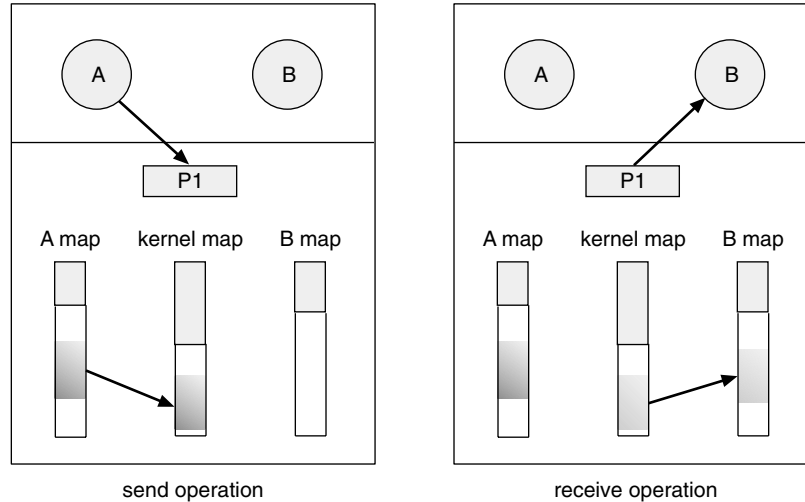 A B
P1
A map kernel map B map
send operation
A B
P1
A map kernel map B map
receive operation